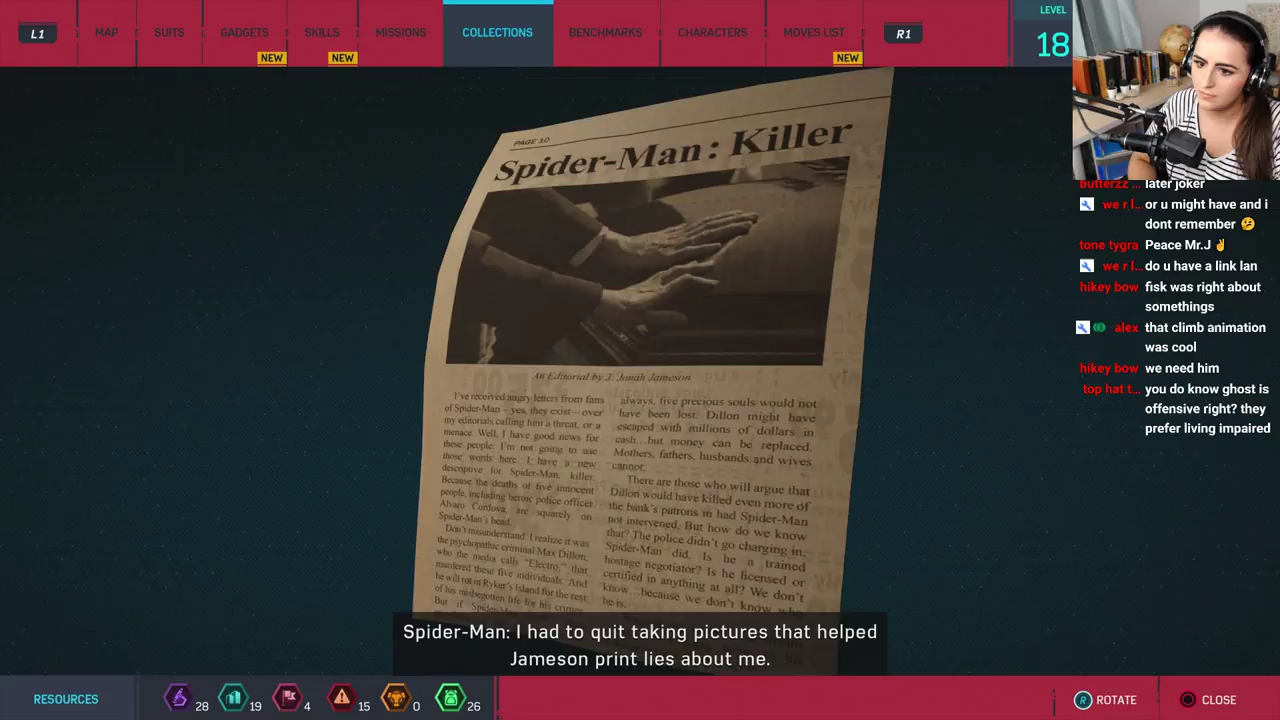 L1
MAP
SUITS
GADGETS
NEW
SKILLS
NEW
MISSIONS
COLLECTIONS
BENCHMARKS
CHARACTERS
MOVES LIST
NEW
R1
LEVEL
18
PAGE 10
Spider-Man: Killer
An Editorial by J. Jonah Jameson
I've received angry letters from fans
of Spider-Man – yes, they exist – over
my editorials calling him a threat, or a
menace. Well, I have good news for
these people: I'm not going to use
those words here. I have a new
descriptive for Spider-Man: killer.
Because the deaths of five innocent
people, including heroic police officer
Alvaro Cordova, are squarely on
Spider-Man's head.
Don't misunderstand. I realize it was
the psychopathic criminal Max Dillon,
who the media calls "Electro," that
murdered these five individuals. And
he will rot in Ryker's Island for the rest
of his misbegotten life for his crimes.
But if Spider-
always, five precious souls would not
have been lost. Dillon might have
escaped with millions of dollars in
cash...but money can be replaced.
Mothers, fathers, husbands and wives
cannot.
There are those who will argue that
Dillon would have killed even more of
the bank's patrons in had Spider-Man
not intervened. But how do we know
that? The police didn't go charging in,
Spider-Man did. Is he a trained
hostage negotiator? Is he licensed or
certified in anything at all? We don't
know...because we don't know who
he is.
Spider-Man: I had to quit taking pictures that helped
Jameson print lies about me.
butterzz ... later joker
we r l... or u might have and i
dont remember 🤔
tone tygra Peace Mr.J ✌
we r l... do u have a link lan
hikey bow fisk was right about
somethings
alex that climb animation
was cool
hikey bow we need him
top hat t... you do know ghost is
offensive right? they
prefer living impaired
RESOURCES
28
19
4
15
0
26
R ROTATE
CLOSE